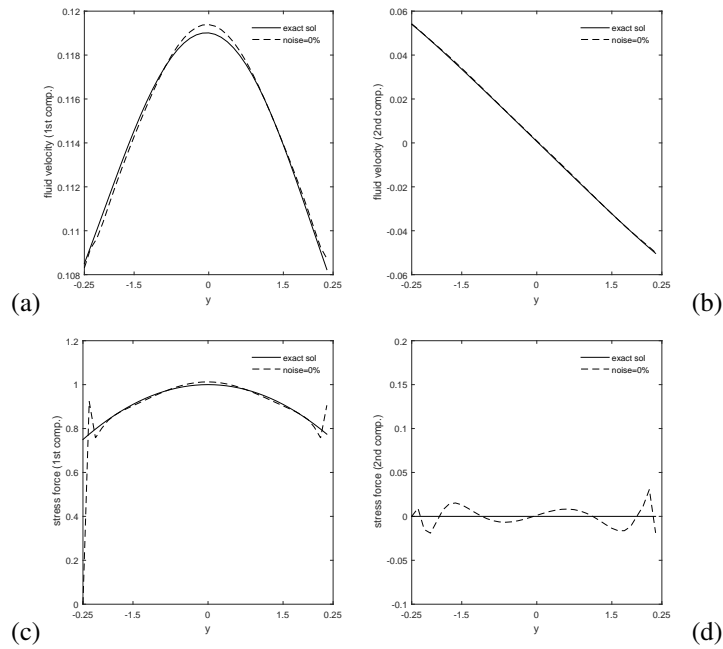 0.12
0.118
0.116
0.114
0.112
0.11
0.108
fluid velocity (1st comp.)
exact sol
noise=0%
-0.25 -1.5 0 1.5 0.25
y
(a)
0.06
0.04
0.02
0
-0.02
-0.04
-0.06
fluid velocity (2nd comp.)
exact sol
noise=0%
-0.25 -1.5 0 1.5 0.25
y
(b)
1.2
1
0.8
0.6
0.4
0.2
0
stress force (1st comp.)
exact sol
noise=0%
-0.25 -1.5 0 1.5 0.25
y
(c)
0.2
0.15
0.1
0.05
0
-0.05
-0.1
stress force (2nd comp.)
exact sol
noise=0%
-0.25 -1.5 0 1.5 0.25
y
(d)